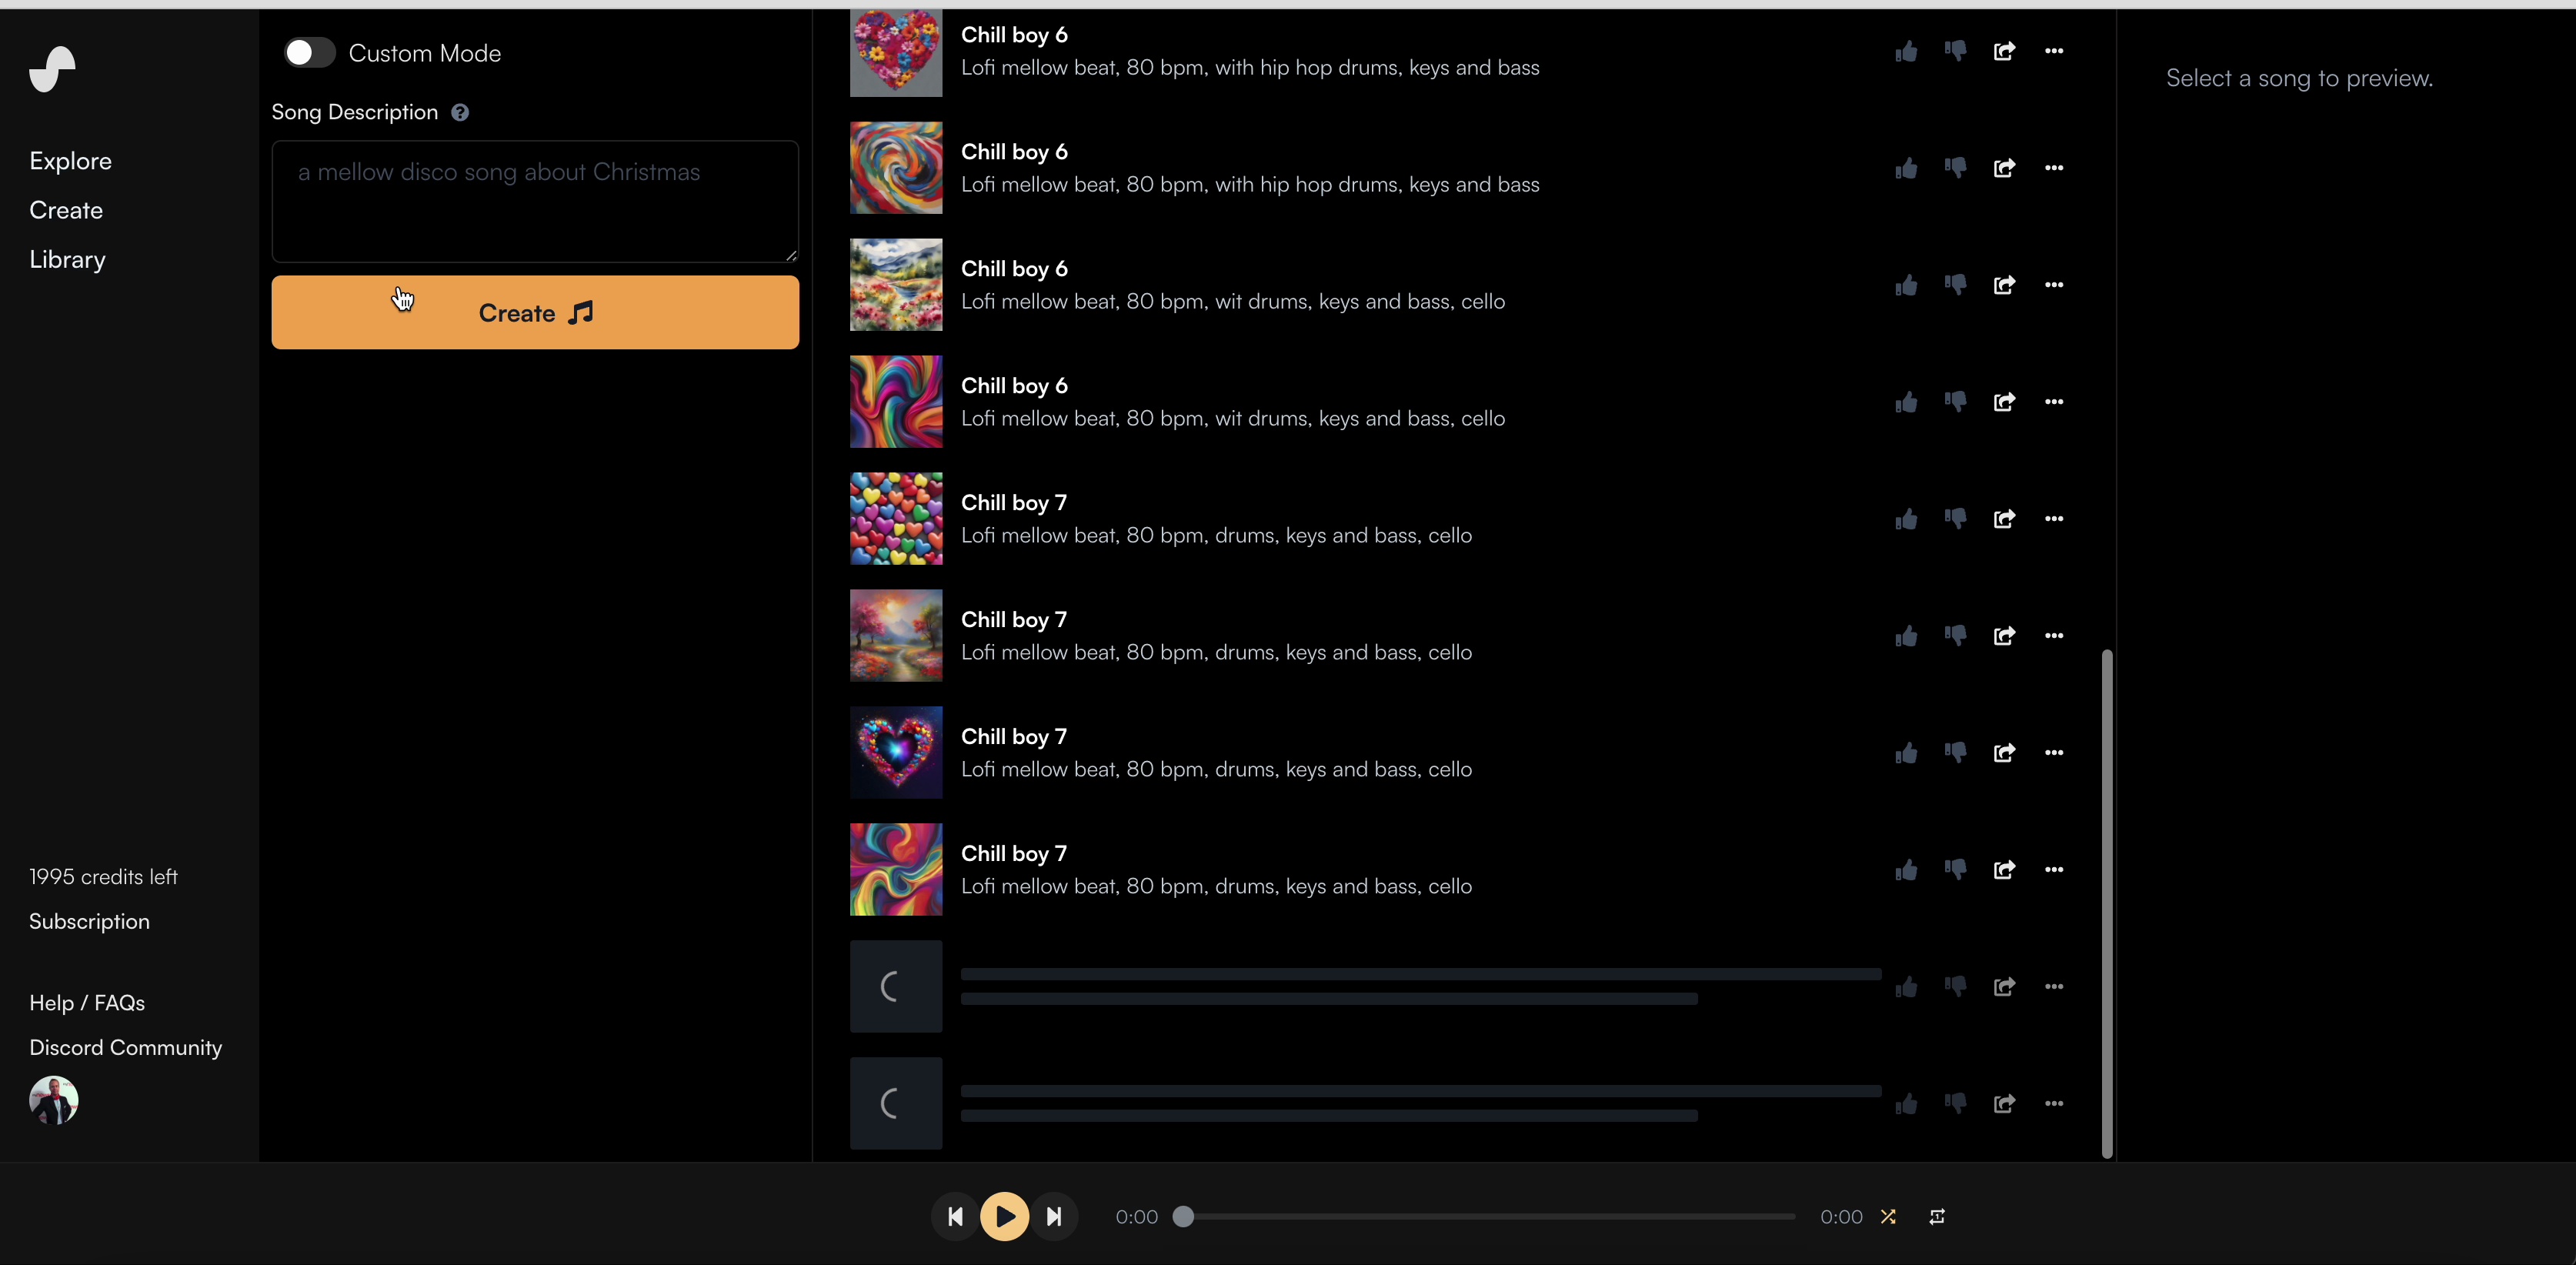 Explore
Create
Library
1995 credits left
Subscription
Help / FAQs
Discord Community
Custom Mode
Song Description
a mellow disco song about Christmas
Create
Chill boy 6
Lofi mellow beat, 80 bpm, with hip hop drums, keys and bass
Chill boy 6
Lofi mellow beat, 80 bpm, with hip hop drums, keys and bass
Chill boy 6
Lofi mellow beat, 80 bpm, wit drums, keys and bass, cello
Chill boy 6
Lofi mellow beat, 80 bpm, wit drums, keys and bass, cello
Chill boy 7
Lofi mellow beat, 80 bpm, drums, keys and bass, cello
Chill boy 7
Lofi mellow beat, 80 bpm, drums, keys and bass, cello
Chill boy 7
Lofi mellow beat, 80 bpm, drums, keys and bass, cello
Chill boy 7
Lofi mellow beat, 80 bpm, drums, keys and bass, cello
Select a song to preview.
0:00
0:00